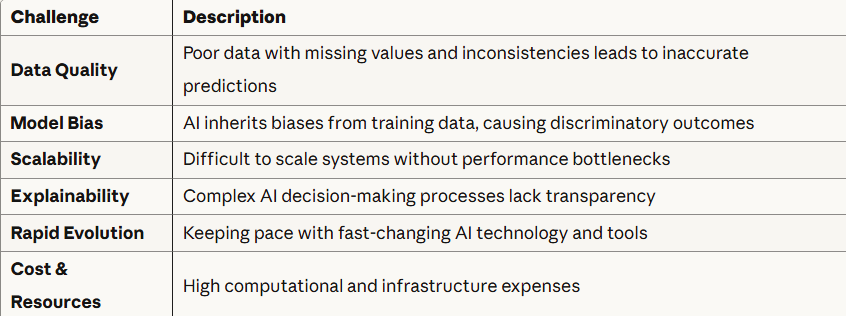 Challenge Description
Data Quality Poor data with missing values and inconsistencies leads to inaccurate
predictions
Model Bias AI inherits biases from training data, causing discriminatory outcomes
Scalability Difficult to scale systems without performance bottlenecks
Explainability Complex AI decision-making processes lack transparency
Rapid Evolution Keeping pace with fast-changing AI technology and tools
Cost &
Resources High computational and infrastructure expenses